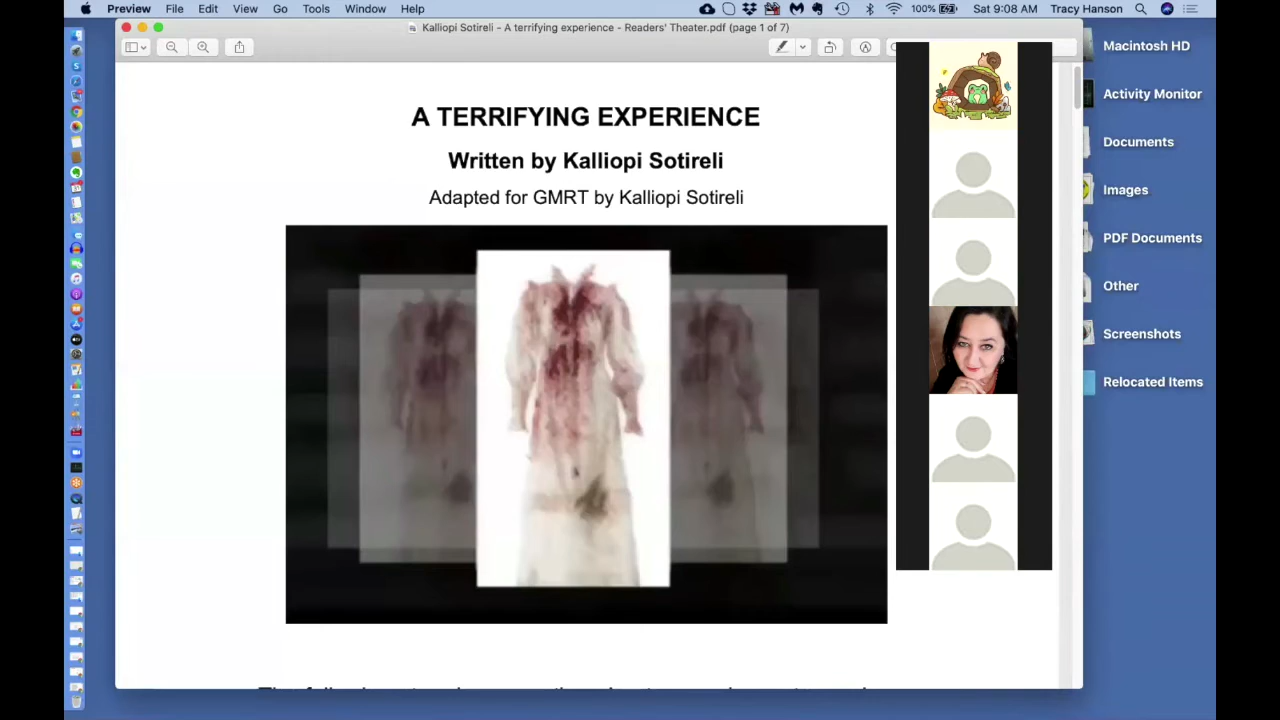 Preview File Edit View Go Tools Window Help 100% Sat 9:08 AM Tracy Hanson
Kalliopi Sotireli - A terrifying experience - Readers' Theater.pdf (page 1 of 7)
A TERRIFYING EXPERIENCE
Written by Kalliopi Sotireli
Adapted for GMRT by Kalliopi Sotireli
Macintosh HD
Activity Monitor
Documents
Images
PDF Documents
Other
Screenshots
Relocated Items